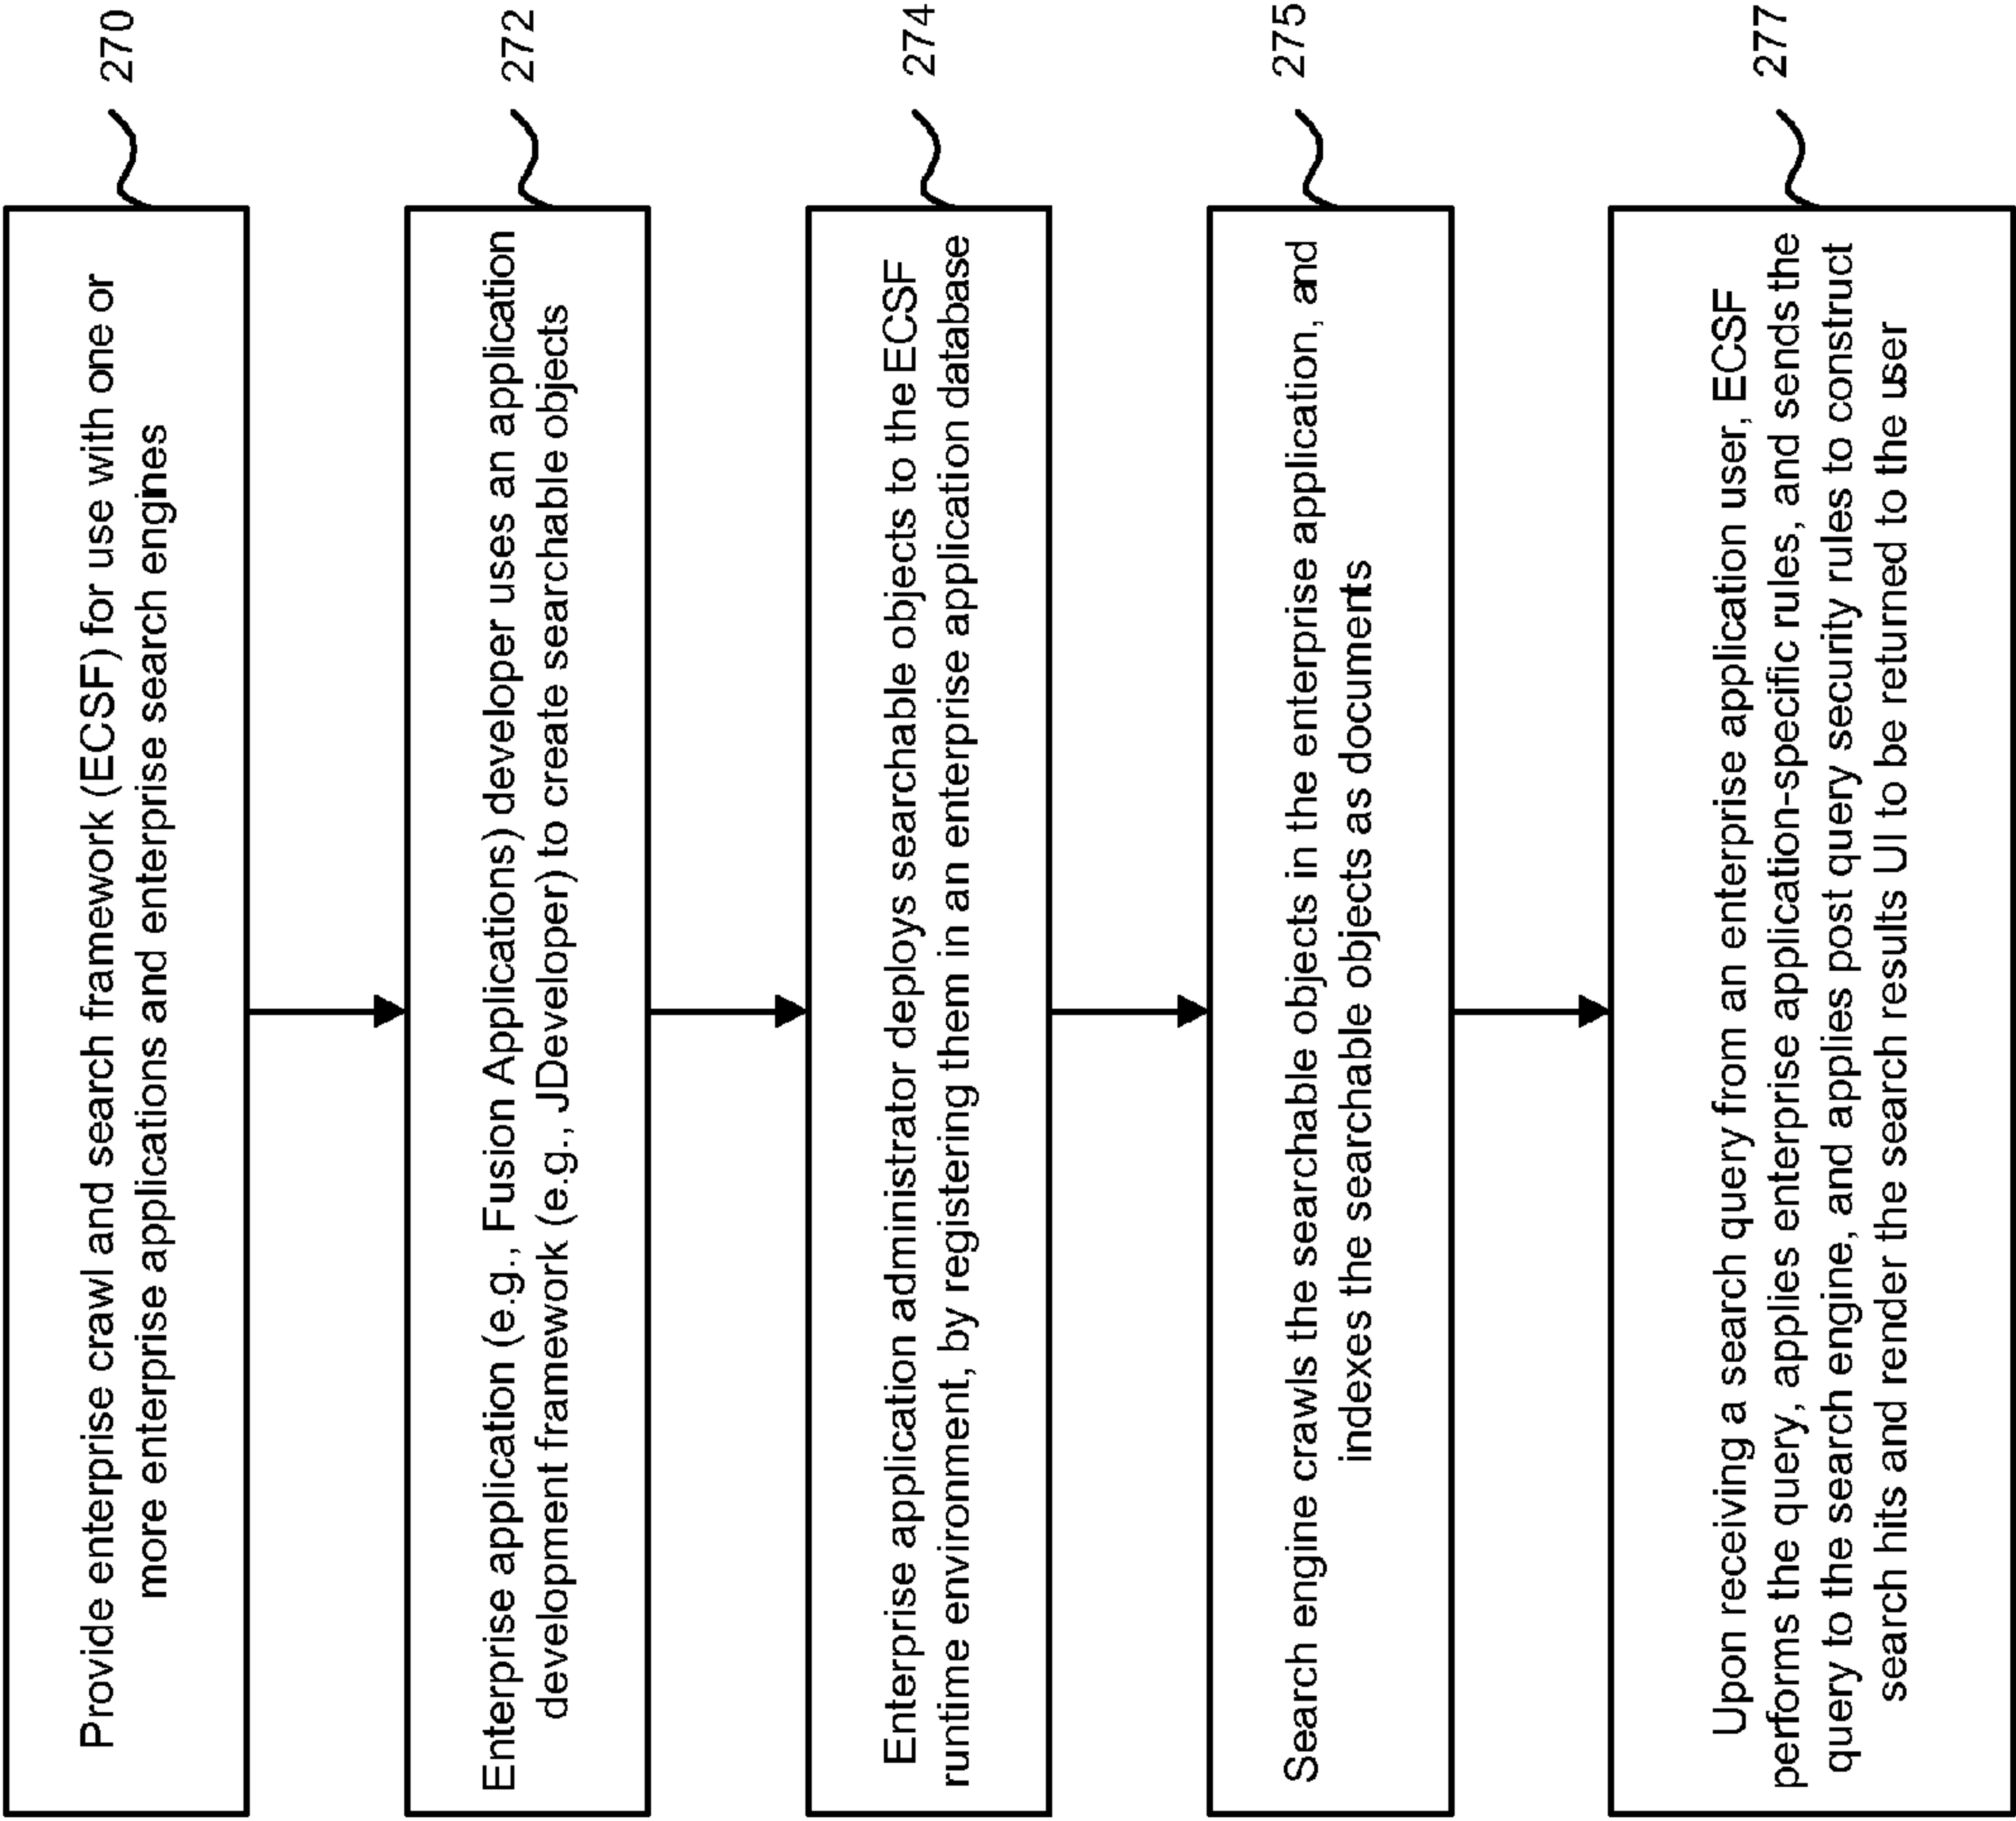 Provide enterprise crawl and search framework (ECSF) for use with one or
more enterprise applications and enterprise search engines
270
Enterprise application (e.g., Fusion Applications) developer uses an application
development framework (e.g., JDeveloper) to create searchable objects
272
Enterprise application administrator deploys searchable objects to the ECSF
runtime environment, by registering them in an enterprise application database
274
Search engine crawls the searchable objects in the enterprise application, and
indexes the searchable objects as documents
275
Upon receiving a search query from an enterprise application user, ECSF
performs the query, applies enterprise application-specific rules, and sends the
query to the search engine, and applies post query security rules to construct
search hits and render the search results UI to be returned to the user
277